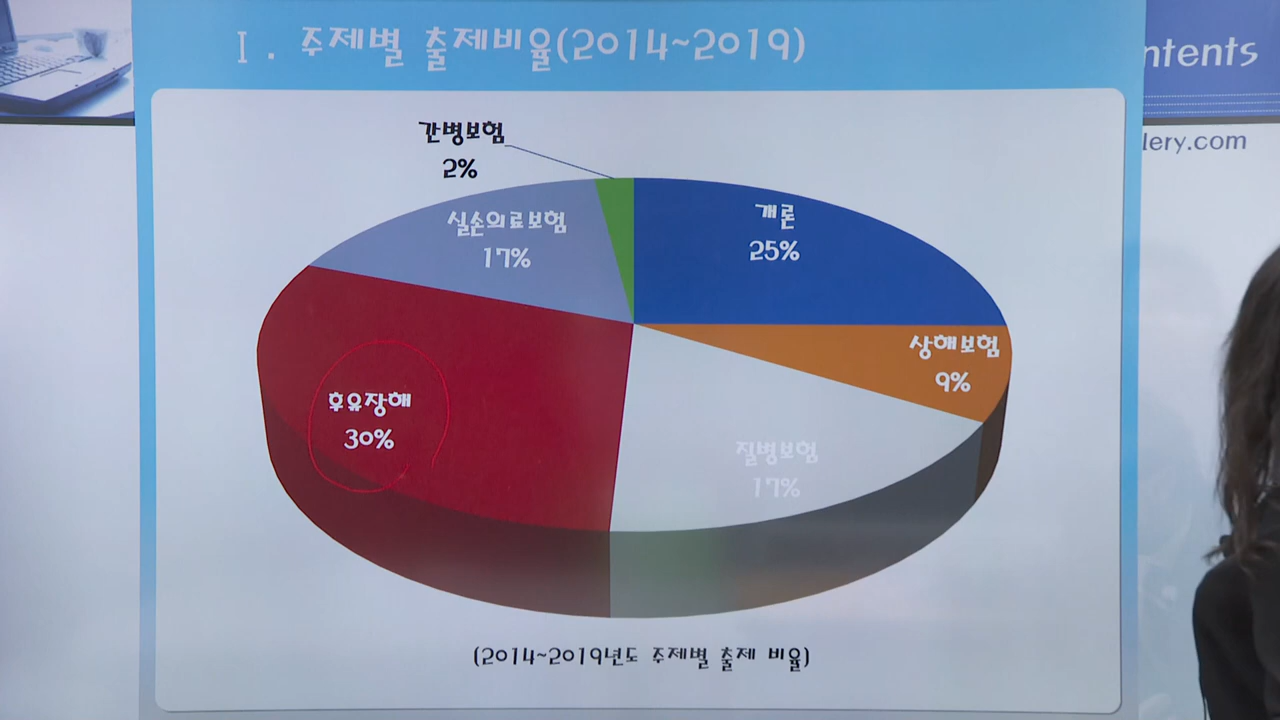 Ⅰ. 주제별 출제비율(2014~2019)
ntents
lery.com
간병보험
2%
실손의료보험
17%
개론
25%
상해보험
9%
후유장해
30%
질병보험
17%
(2014~2019년도 주제별 출제 비율)